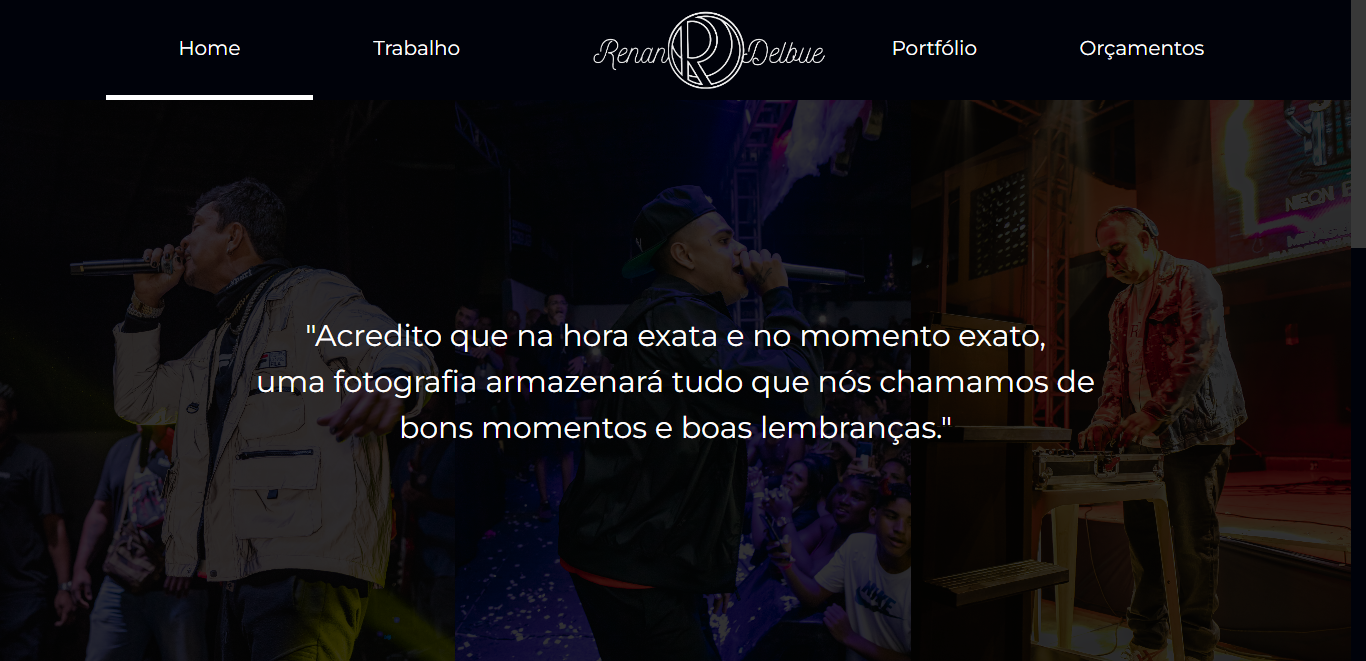 Home
Trabalho
Renan R Delbue
Portfólio
Orçamentos
NEON
"Acredito que na hora exata e no momento exato,
uma fotografia armazenará tudo que nós chamamos de
bons momentos e boas lembranças."